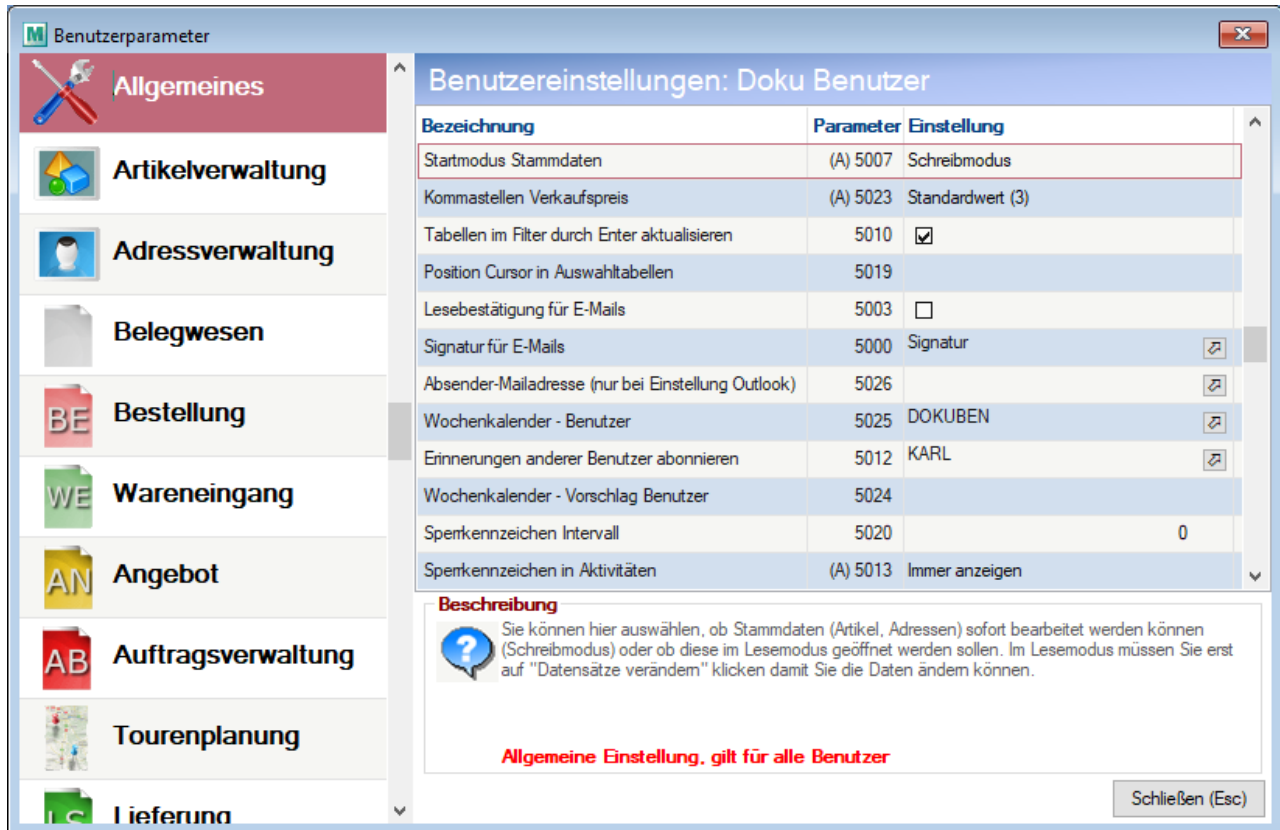 M Benutzerparameter
Allgemeines
Artikelverwaltung
Adressverwaltung
Belegwesen
BE Bestellung
WE Wareneingang
AN Angebot
AB Auftragsverwaltung
Tourenplanung
LS Lieferung
Benutzereinstellungen: Doku Benutzer
Bezeichnung Parameter Einstellung
Startmodus Stammdaten (A) 5007 Schreibmodus
Kommastellen Verkaufspreis (A) 5023 Standardwert (3)
Tabellen im Filter durch Enter aktualisieren 5010
Position Cursor in Auswahltabellen 5019
Lesebestätigung für E-Mails 5003
Signatur für E-Mails 5000 Signatur
Absender-Mailadresse (nur bei Einstellung Outlook) 5026
Wochenkalender - Benutzer 5025 DOKUBEN
Erinnerungen anderer Benutzer abonnieren 5012 KARL
Wochenkalender - Vorschlag Benutzer 5024
Sperrkennzeichen Intervall 5020 0
Sperrkennzeichen in Aktivitäten (A) 5013 Immer anzeigen
Beschreibung
Sie können hier auswählen, ob Stammdaten (Artikel, Adressen) sofort bearbeitet werden können
(Schreibmodus) oder ob diese im Lesemodus geöffnet werden sollen. Im Lesemodus müssen Sie erst
auf "Datensätze verändern" klicken damit Sie die Daten ändern können.
Allgemeine Einstellung, gilt für alle Benutzer
Schließen (Esc)